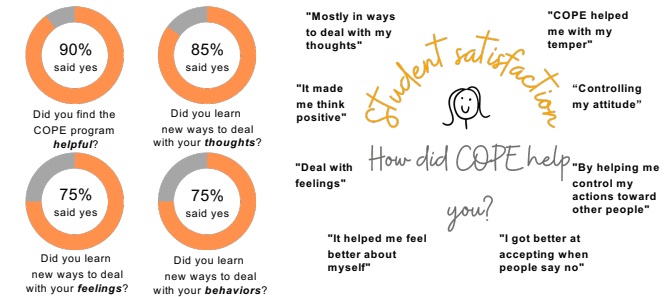 90%
said yes
Did you find the
COPE program
helpful?
85%
said yes
Did you learn
new ways to deal
with your thoughts?
75%
said yes
Did you learn
new ways to deal
with your feelings?
75%
said yes
Did you learn
new ways to deal
with your behaviors?
Student satisfaction
How did COPE help
you?
"Mostly in ways
to deal with my
thoughts"
"COPE helped
me with my
temper"
"It made
me think
positive"
“Controlling
my attitude”
"Deal with
feelings"
"By helping me
control my
actions toward
other people"
"It helped me feel
better about
myself"
"I got better at
accepting when
people say no"